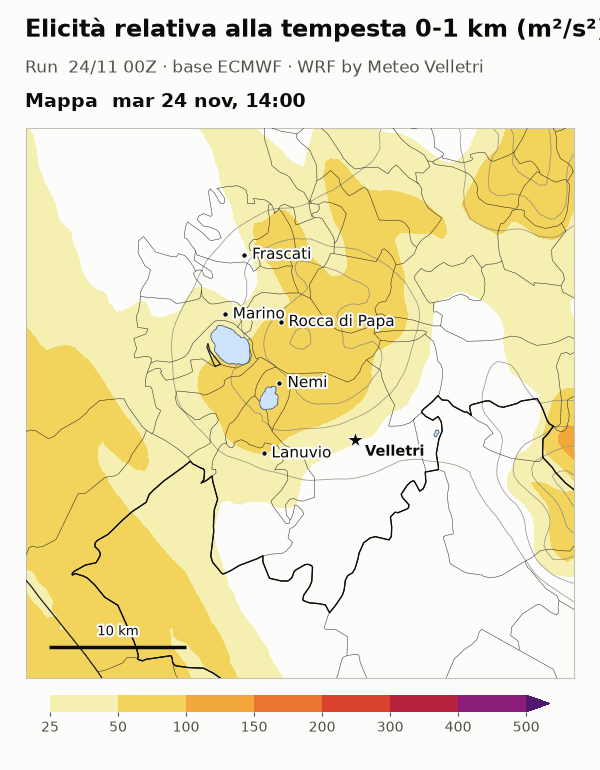 Elicità relativa alla tempesta 0-1 km (m²/s²)
Run 24/11 00Z · base ECMWF · WRF by Meteo Velletri
Mappa mar 24 nov, 14:00
Frascati
Marino
Rocca di Papa
Nemi
Velletri
Lanuvio
10 km
25 50 100 150 200 300 400 500